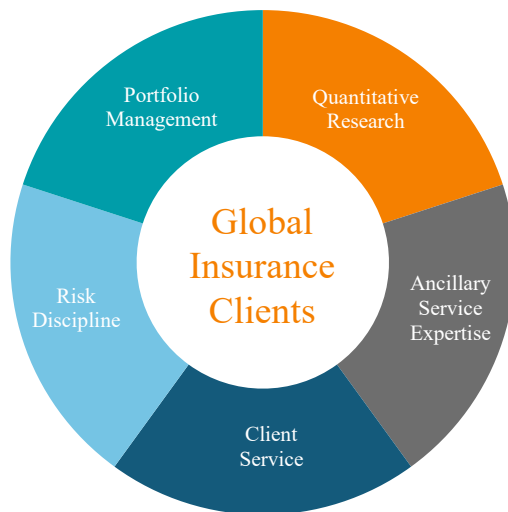 Portfolio
Management
Quantitative
Research
Global
Insurance
Clients
Ancillary
Service
Expertise
Risk
Discipline
Client
Service